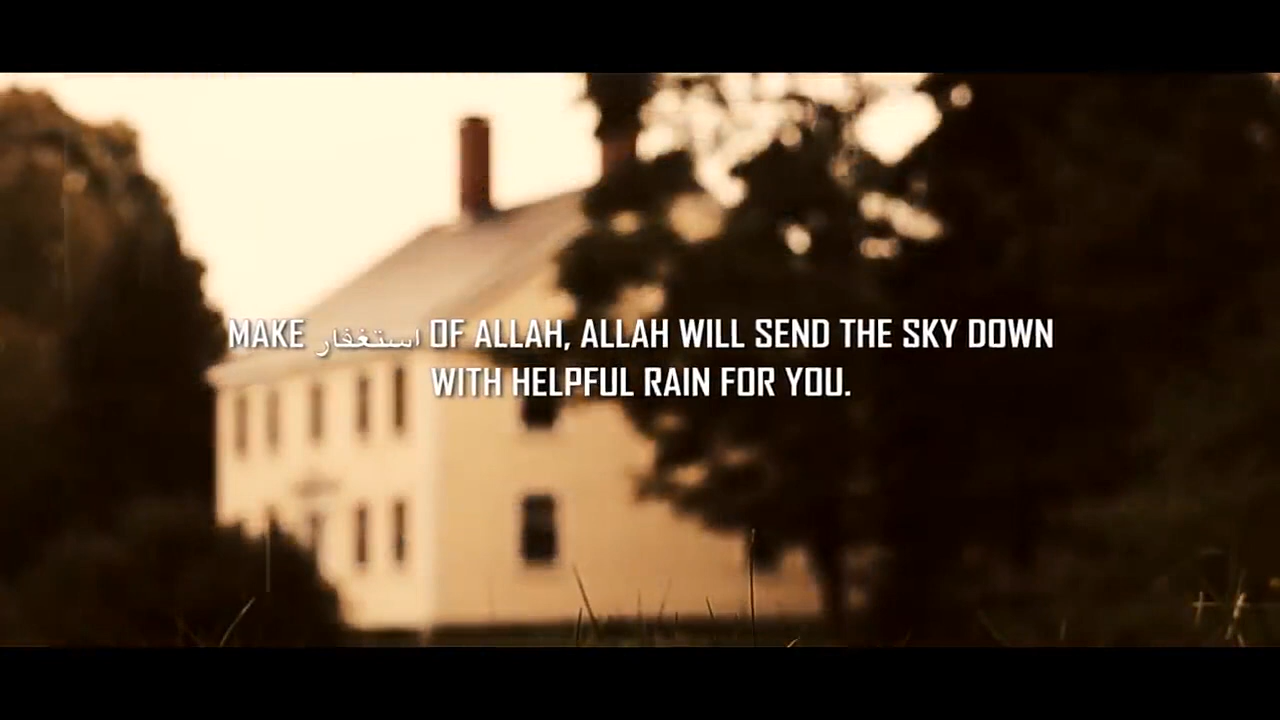 MAKE استغفار OF ALLAH, ALLAH WILL SEND THE SKY DOWN
WITH HELPFUL RAIN FOR YOU.